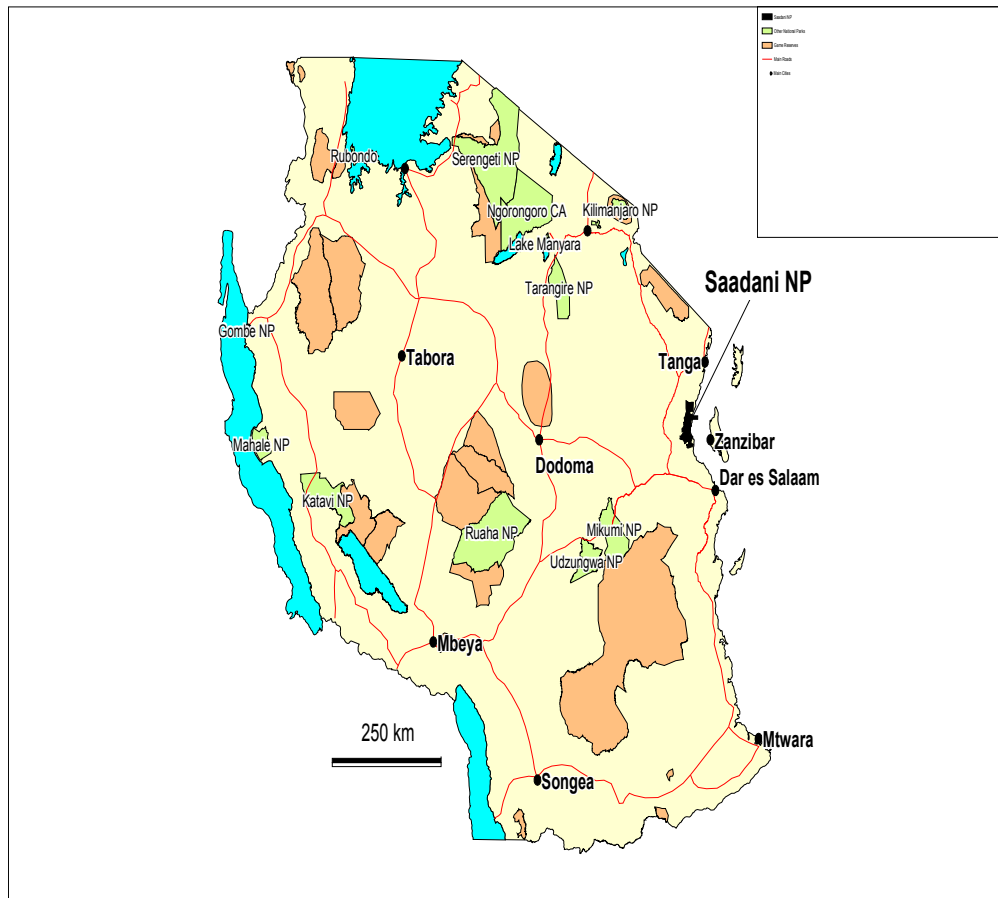 Saadani NP
Other National Parks
Game Reserves
Main Roads
Main Cities
Rubondo
Serengeti NP
Ngorongoro CA
Kilimanjaro NP
Lake Manyara
Saadani NP
Tarangire NP
Gombe NP
Tabora
Tanga
Mahale NP
Zanzibar
Dodoma
Dar es Salaam
Katavi NP
Ruaha NP
Mikumi NP
Udzungwa NP
Mbeya
250 km
Mtwara
Songea